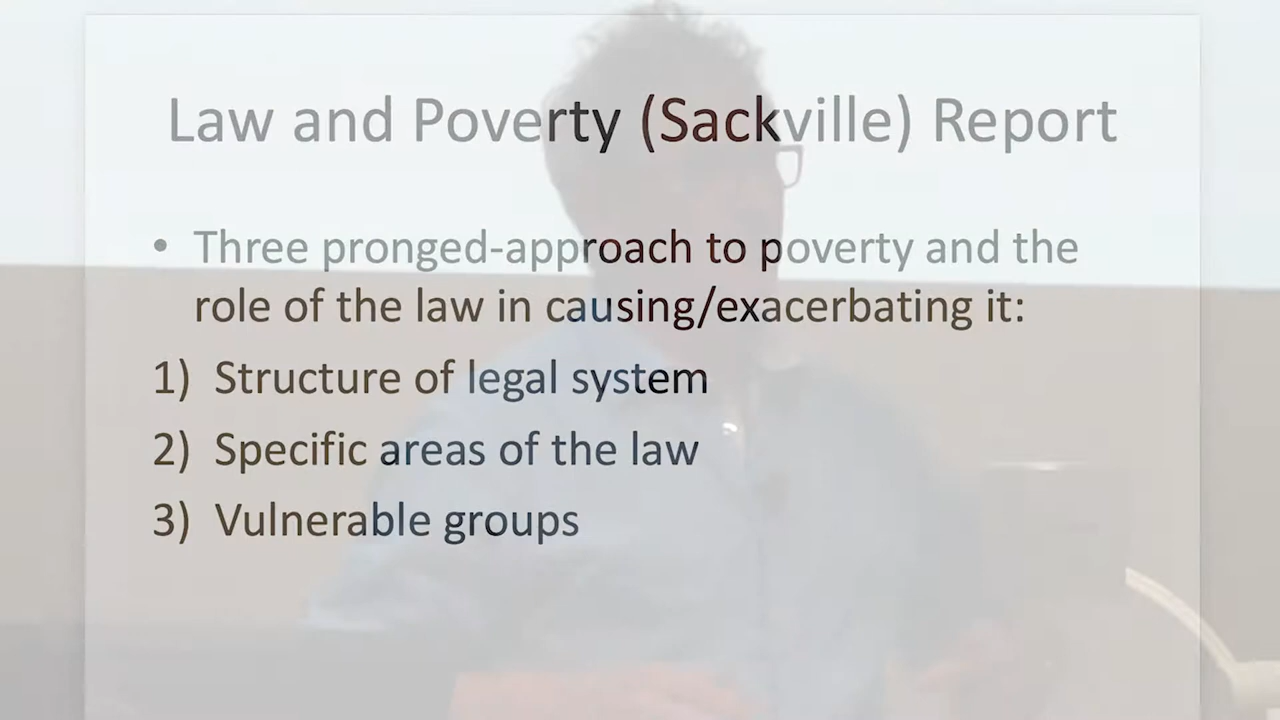 Law and Poverty (Sackville) Report
• Three pronged-approach to poverty and the
role of the law in causing/exacerbating it:
1) Structure of legal system
2) Specific areas of the law
3) Vulnerable groups